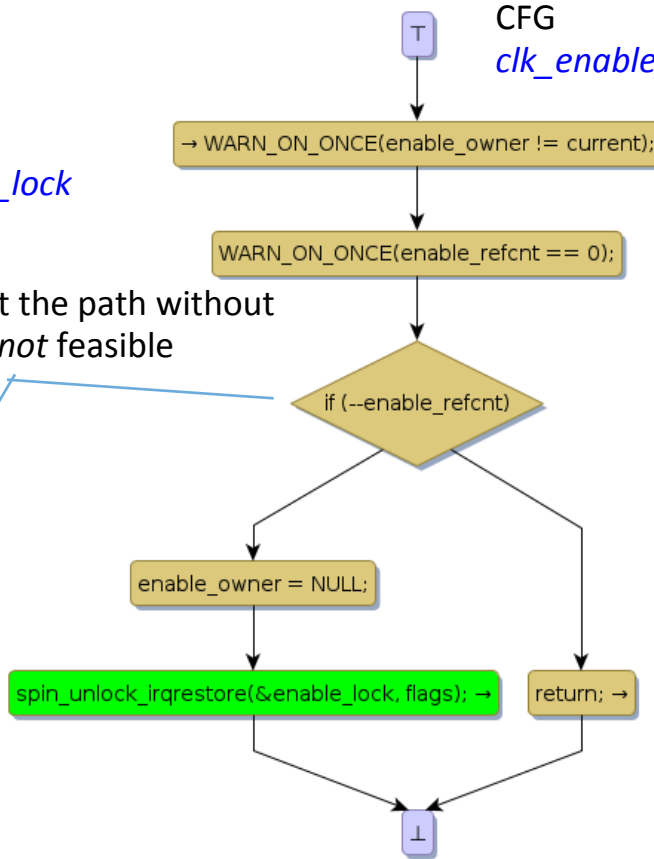 ⊤
CFG
clk_enable
→ WARN_ON_ONCE(enable_owner != current);
_lock
WARN_ON_ONCE(enable_refcnt == 0);
t the path without
not feasible
if (--enable_refcnt)
enable_owner = NULL;
spin_unlock_irqrestore(&enable_lock, flags); →
return; →
⊥